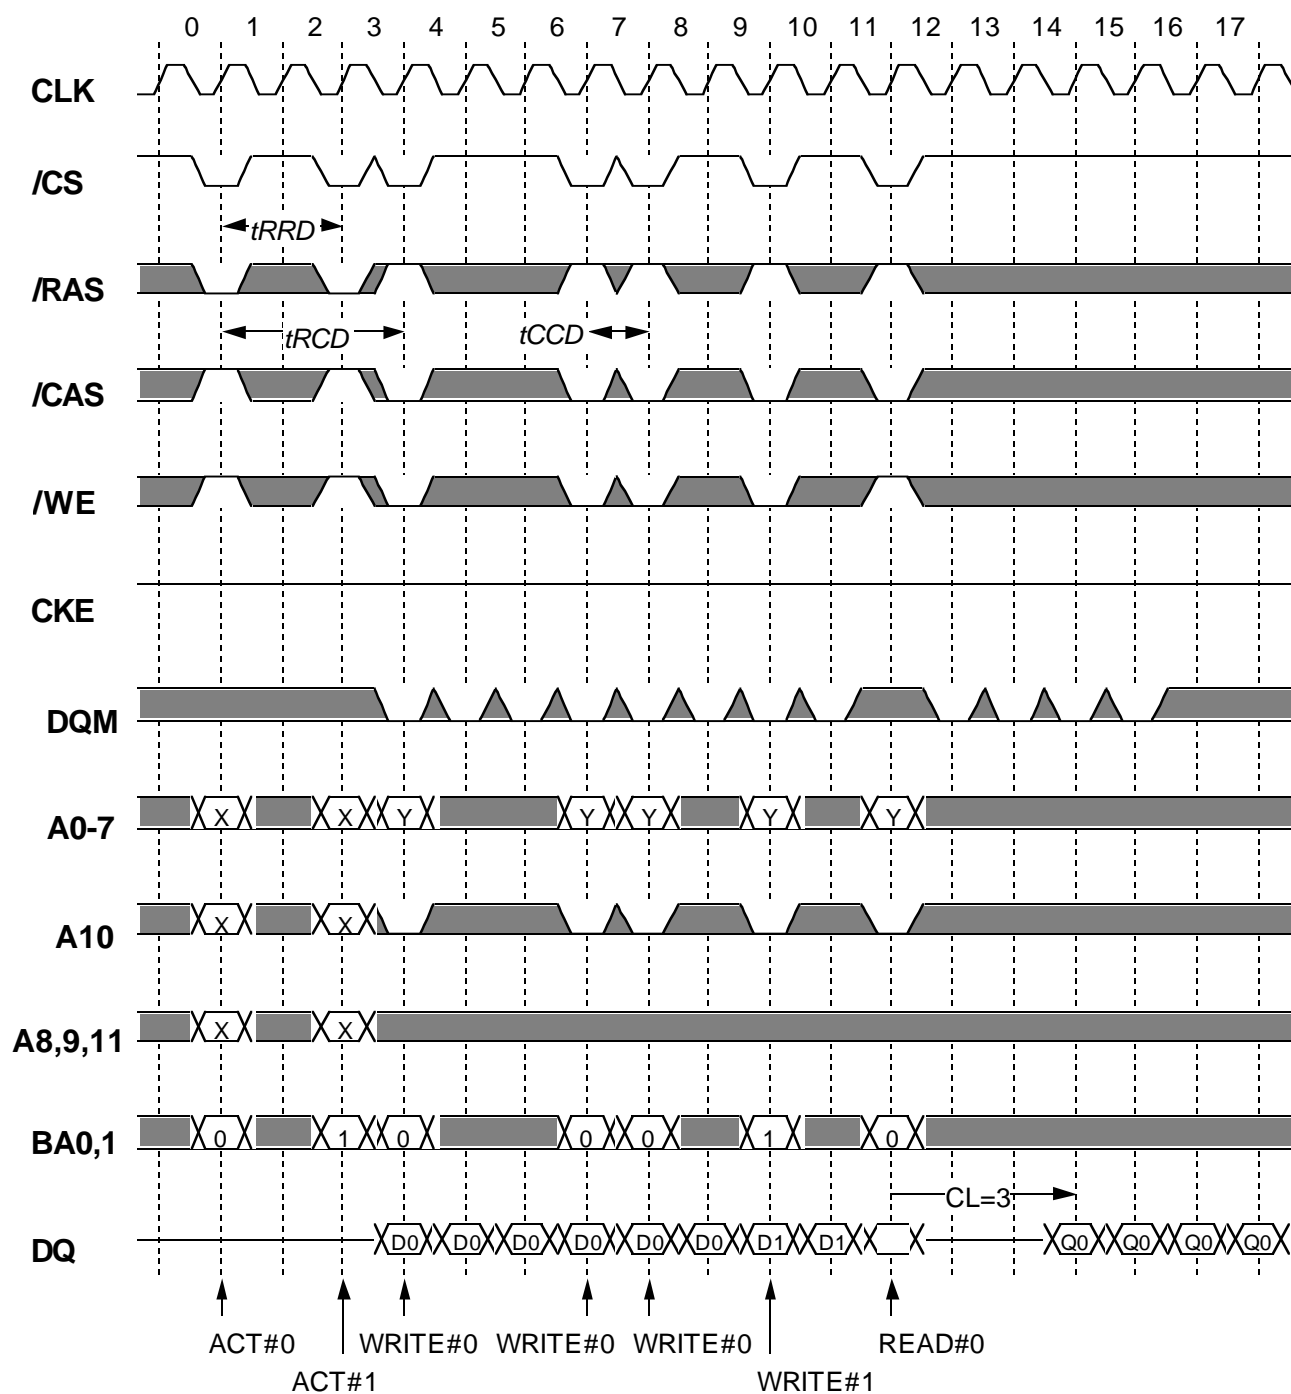 0 1 2 3 4 5 6 7 8 9 10 11 12 13 14 15 16 17
CLK
/CS
tRRD
/RAS
tRCD tCCD
/CAS
/WE
CKE
DQM
A0-7 X X Y Y Y Y Y
A10 X X
A8,9,11 X X
BA0,1 0 1 0 0 0 1 0
CL=3
DQ D0 D0 D0 D0 D0 D0 D1 D1 Q0 Q0 Q0 Q0
ACT#0 WRITE#0 WRITE#0 WRITE#0 READ#0
ACT#1 WRITE#1